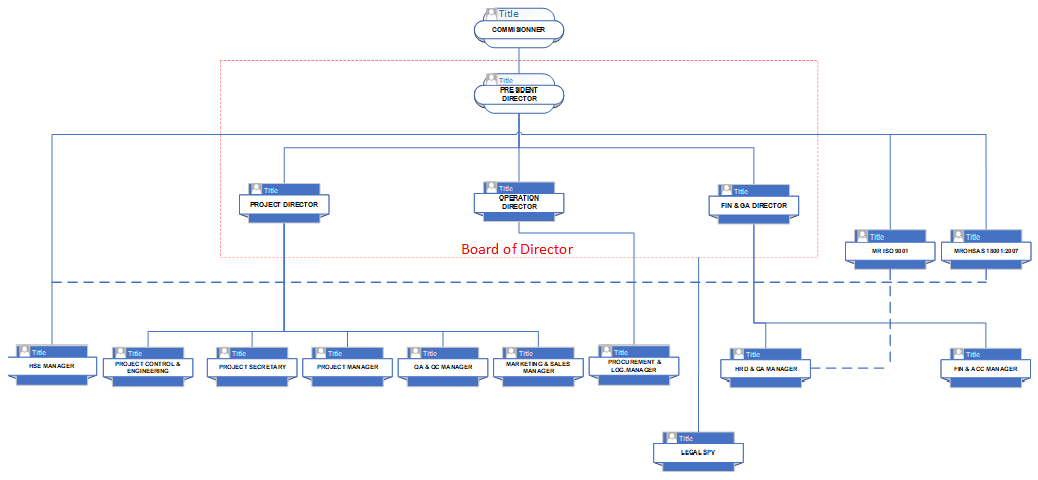 Title
COMMISIONNER
Title
PRESIDENT
DIRECTOR
Title
PROJECT DIRECTOR
Title
OPERATION
DIRECTOR
Title
FIN & GA DIRECTOR
Title
MR ISO 9001
Title
MROHSAS 18001:2007
Board of Director
Title
HSE MANAGER
Title
PROJECT CONTROL &
ENGINEERING
Title
PROJECT SECRETARY
Title
PROJECT MANAGER
Title
QA & QC MANAGER
Title
MARKETING & SALES
MANAGER
Title
PROCUREMENT &
LOG.MANAGER
Title
HRD & GA MANAGER
Title
FIN & ACC MANAGER
Title
LEGAL SPV